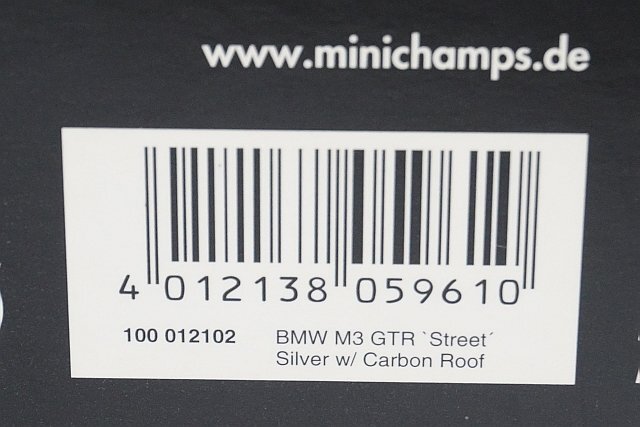 www.minichamps.de
4 012138 059610
100 012102 BMW M3 GTR `Street´
Silver w/ Carbon Roof